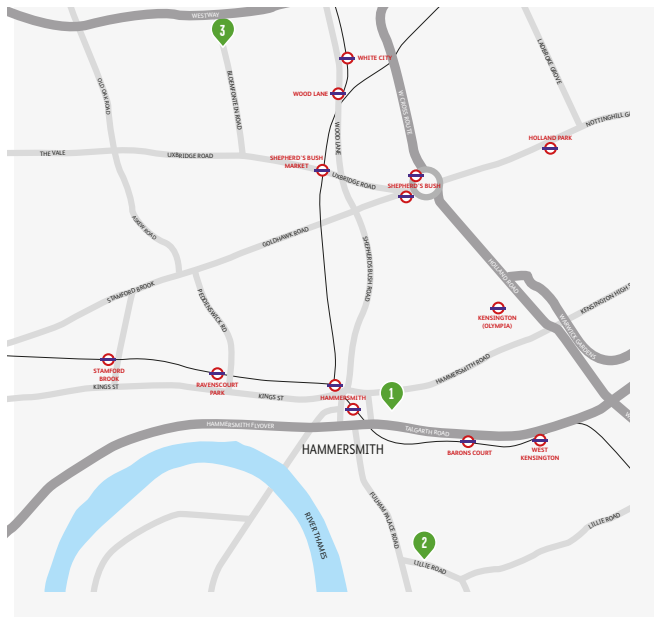 WESTWAY
3
WHITE CITY
LADBROKE GROVE
OLD OAK ROAD
BLOEMFONTEIN ROAD
WOOD LANE
W CROSS ROUTE
WOOD LANE
NOTTINGHILL G
HOLLAND PARK
THE VALE
UXBRIDGE ROAD
SHEPHERD'S BUSH
MARKET
UXBRIDGE ROAD
SHEPHERD'S BUSH
ASKEW ROAD
GOLDHAWK ROAD
SHEPHERDS BUSH ROAD
HOLLAND ROAD
STAMFORD BROOK
PEDDENSWICK RD
KENSINGTON HIGH
KENSINGTON
(OLYMPIA)
WARWICK GARDENS
STAMFORD
BROOK
KINGS ST
RAVENSCOURT
PARK
KINGS ST
HAMMERSMITH
1
HAMMERSMITH ROAD
HAMMERSMITH FLYOVER
TALGARTH ROAD
HAMMERSMITH
BARONS COURT
WEST
KENSINGTON
RIVER THAMES
FULHAM PALACE ROAD
2
LILLIE ROAD
LILLIE ROAD